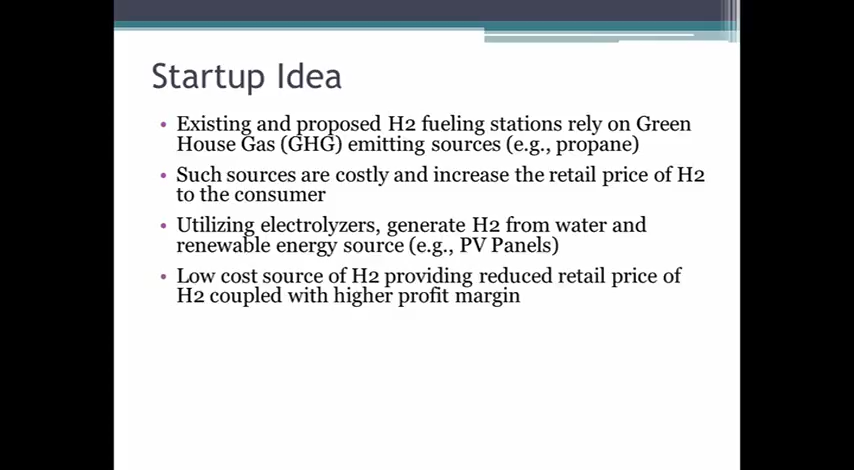 Startup Idea
• Existing and proposed H2 fueling stations rely on Green
House Gas (GHG) emitting sources (e.g., propane)
• Such sources are costly and increase the retail price of H2
to the consumer
• Utilizing electrolyzers, generate H2 from water and
renewable energy source (e.g., PV Panels)
• Low cost source of H2 providing reduced retail price of
H2 coupled with higher profit margin